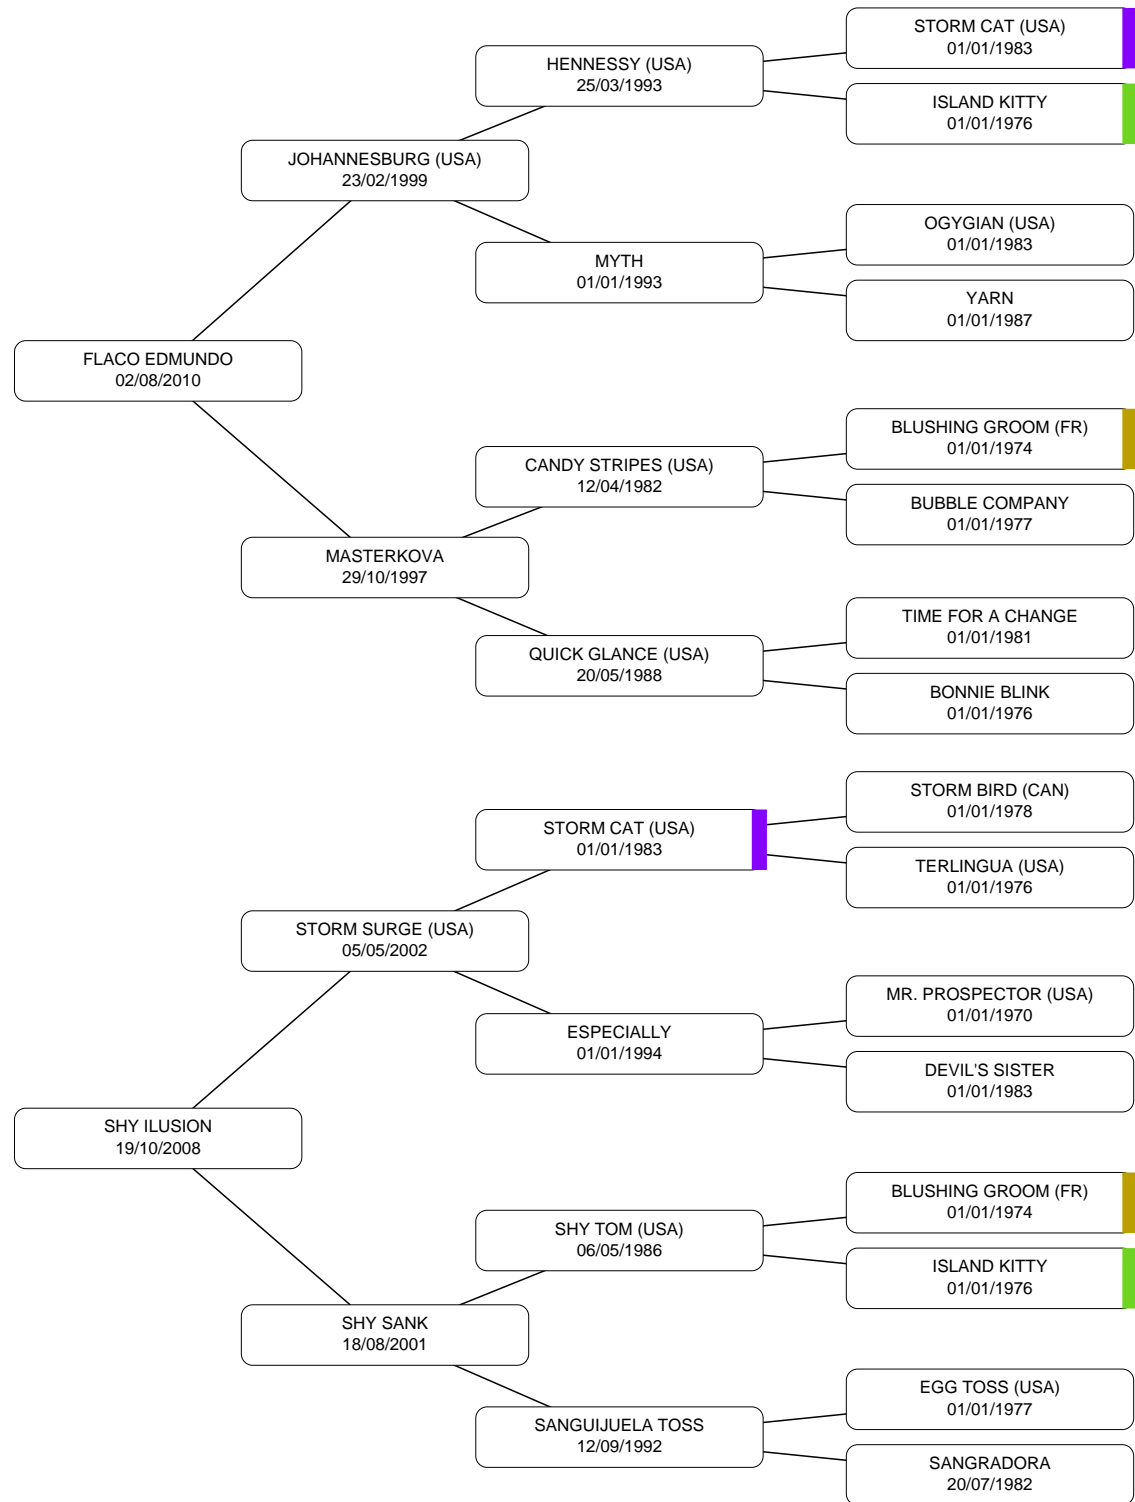 STORM CAT (USA)
01/01/1983
HENNESSY (USA)
25/03/1993
ISLAND KITTY
01/01/1976
JOHANNESBURG (USA)
23/02/1999
OGYGIAN (USA)
01/01/1983
MYTH
01/01/1993
YARN
01/01/1987
FLACO EDMUNDO
02/08/2010
BLUSHING GROOM (FR)
01/01/1974
CANDY STRIPES (USA)
12/04/1982
BUBBLE COMPANY
01/01/1977
MASTERKOVA
29/10/1997
TIME FOR A CHANGE
01/01/1981
QUICK GLANCE (USA)
20/05/1988
BONNIE BLINK
01/01/1976
STORM BIRD (CAN)
01/01/1978
STORM CAT (USA)
01/01/1983
TERLINGUA (USA)
01/01/1976
STORM SURGE (USA)
05/05/2002
MR. PROSPECTOR (USA)
01/01/1970
ESPECIALLY
01/01/1994
DEVIL'S SISTER
01/01/1983
SHY ILUSION
19/10/2008
BLUSHING GROOM (FR)
01/01/1974
SHY TOM (USA)
06/05/1986
ISLAND KITTY
01/01/1976
SHY SANK
18/08/2001
EGG TOSS (USA)
01/01/1977
SANGUIJUELA TOSS
12/09/1992
SANGRADORA
20/07/1982